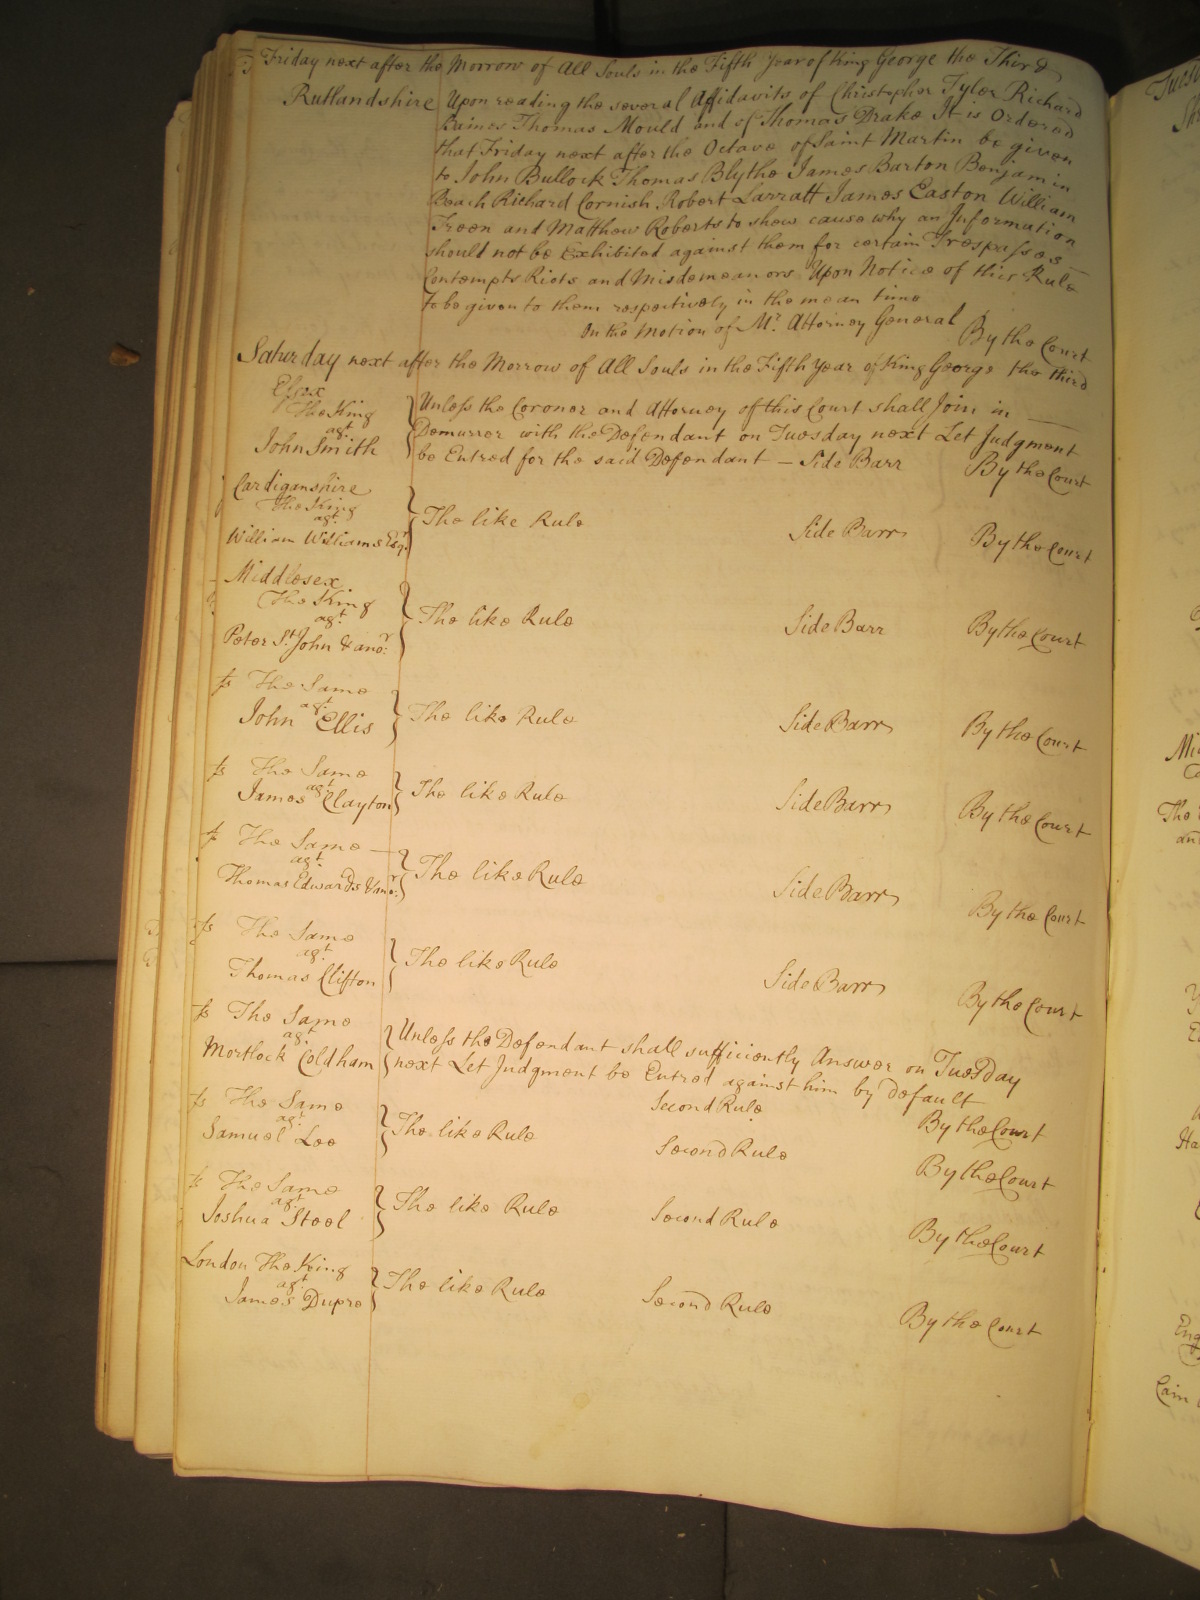 Friday next after the Morrow of All Souls in the Fifth Year of King George the Third
Rutlandshire Upon reading the several Affidavits of Christopher Tyler Richard
Baines Thomas Mould and of Thomas Drake It is Ordered
that Friday next after the Octave of Saint Martin be given
to John Bullock Thomas Blythe James Barton Benjamin
Beach Richard Cornish Robert Larratt James Easton William
Treen and Matthew Roberts to shew cause why an Information
should not be Exhibited against them for certain Trespasses
Contempts Riots and Misdemeanors Upon Notice of this Rule
to be given to them respectively in the mean time
On the Motion of Mr. Attorney General By the Court
Saturday next after the Morrow of All Souls in the Fifth Year of King George the third
Essex
The King
agt
John Smith
Unless the Coroner and Attorney of this Court shall Join in
Demurrer with the Defendant on Tuesday next Let Judgment
be Entred for the said Defendant – Side Barr By the Court
Cardiganshire
The King
agt
William Williams Esqr.
The like Rule Side Barr By the Court
Middlesex
The King
agt
Peter St. John & anor.
The like Rule Side Barr By the Court
fs The Same
agt
John Ellis
The like Rule Side Barr By the Court
fs The Same
agt
James Clayton
The like Rule Side Barr By the Court
fs The Same
agt
Thomas Edwards & anor.
The like Rule Side Barr By the Court
fs The Same
agt
Thomas Clifton
The like Rule Side Barr By the Court
fs The Same
agt
Mortlock Coldham
Unless the Defendant shall sufficiently Answer on Tuesday
next Let Judgment be Entred against him by Default
Second Rule By the Court
fs The Same
agt
Samuel Lee
The like Rule Second Rule By the Court
fs The Same
agt
Joshua Steel
The like Rule Second Rule By the Court
London The King
agt
James Dupre
The like Rule Second Rule By the Court